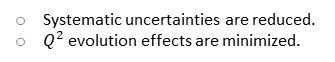 ○ Systematic uncertainties are reduced.
○ Q² evolution effects are minimized.